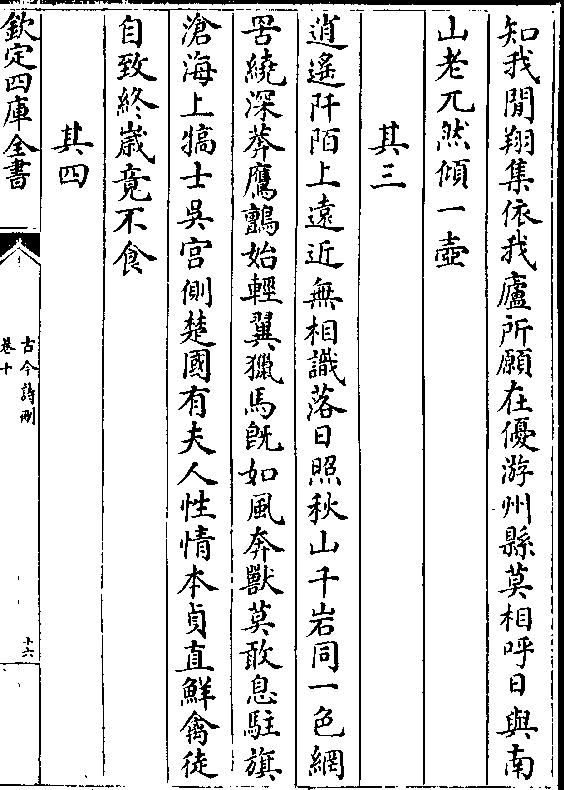 知我閒翔集依我廬所願在優游州縣莫相呼日與南
山老兀然傾一壺
其三
逍遙阡陌上遠近無相識落日照秋山千岩同一色網
罟繞深莽鷹鸇始輕翼獵馬既如風奔獸莫敢息駐旗
滄海上犒士吳宫側楚國有夫人性情本貞直鮮禽徒
自致終歲竟不食
其四
欽定四庫全書
古今詩刪
卷十
十六